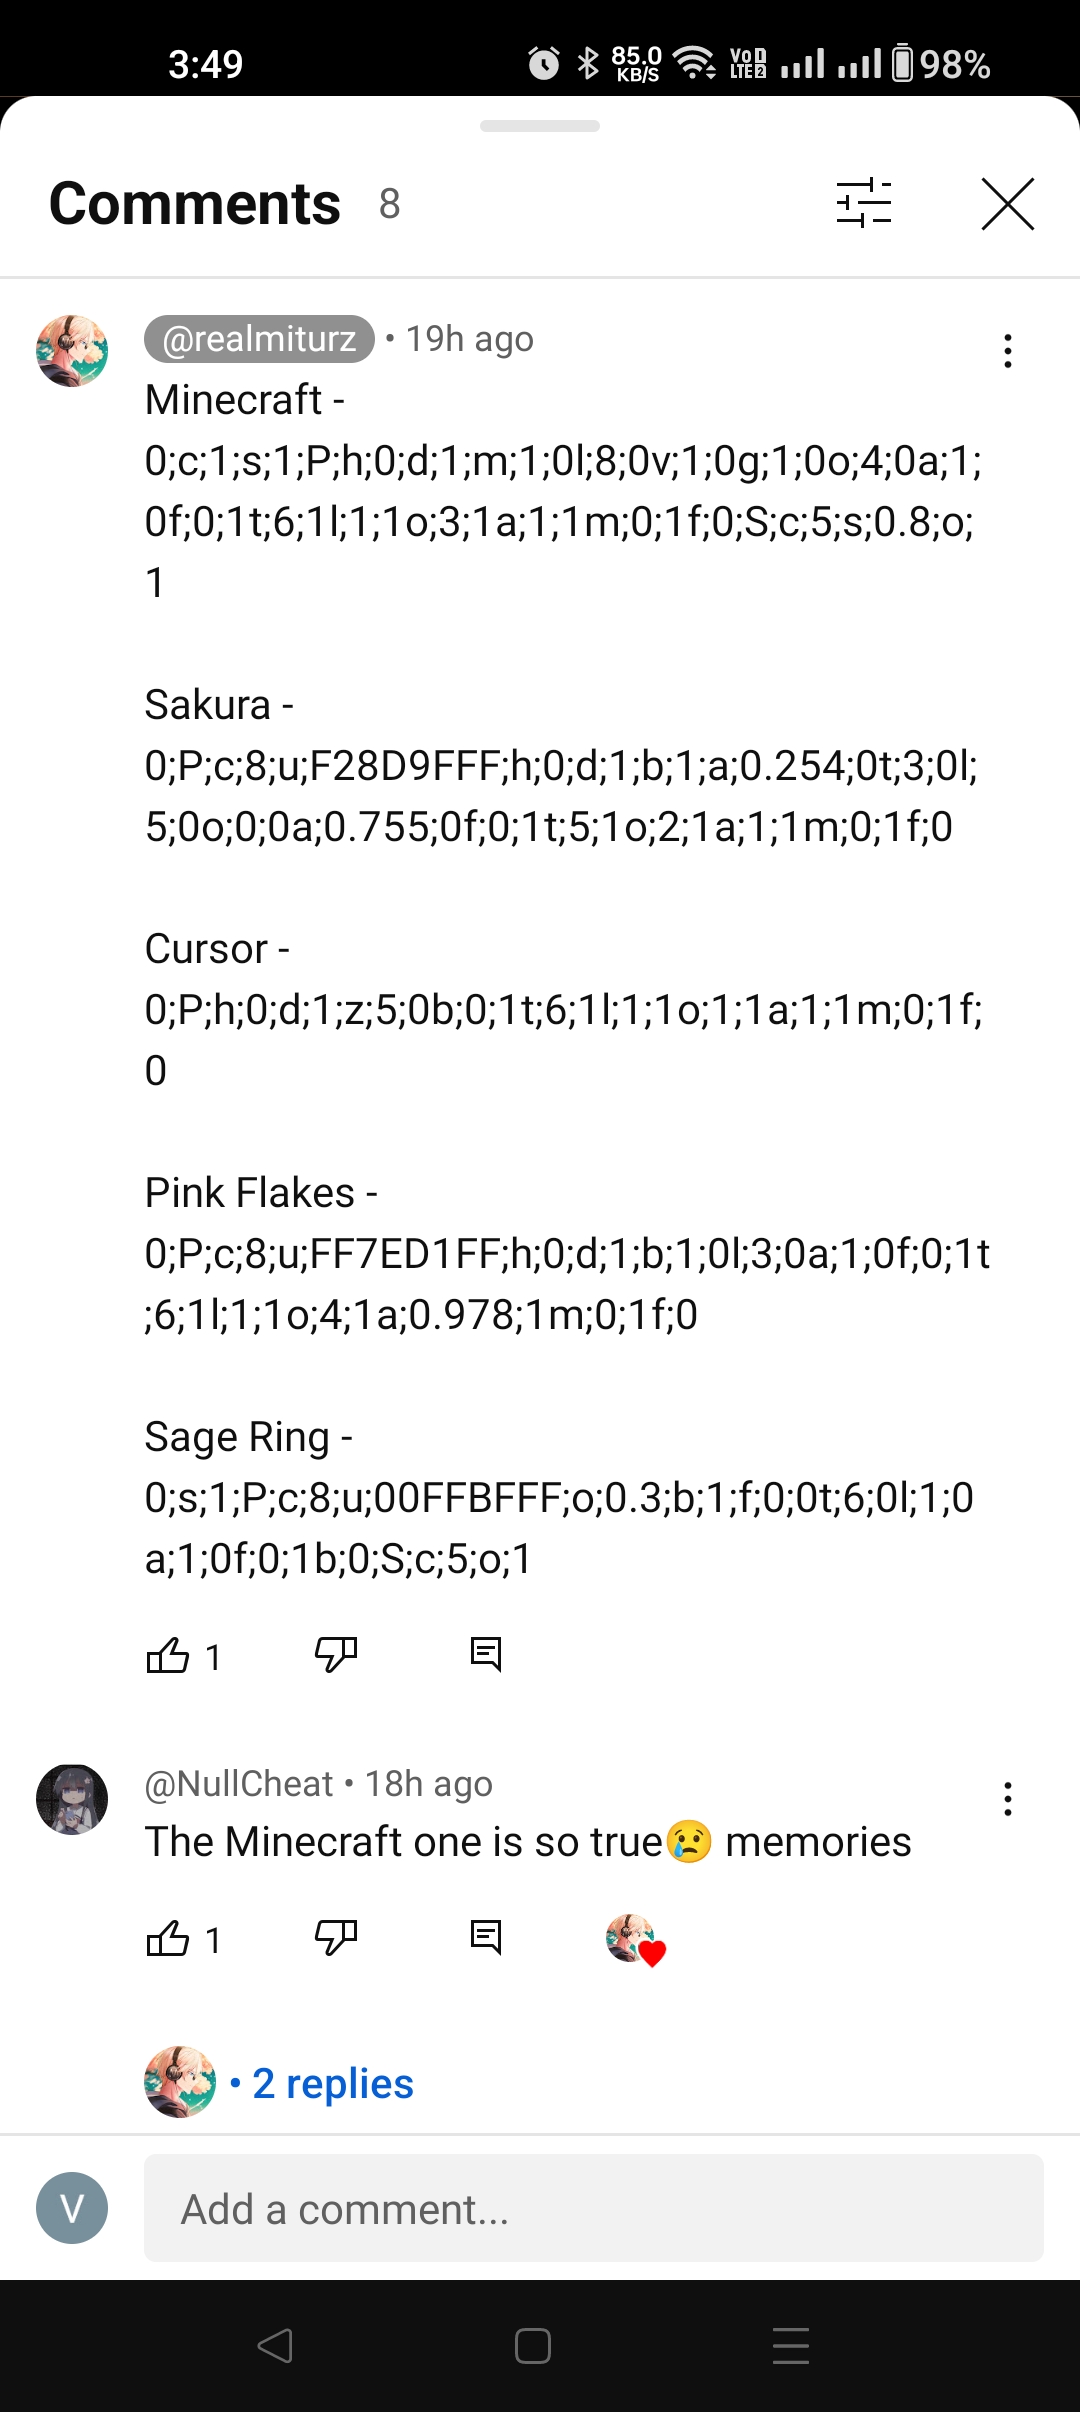 3:49
85.0
KB/S
VoD 1
LTE 2
98%
Comments 8
@realmiturz • 19h ago
Minecraft -
0;c;1;s;1;P;h;0;d;1;m;1;0l;8;0v;1;0g;1;0o;4;0a;1;
0f;0;1t;6;1l;1;1o;3;1a;1;1m;0;1f;0;S;c;5;s;0.8;o;
1
Sakura -
0;P;c;8;u;F28D9FFF;h;0;d;1;b;1;a;0.254;0t;3;0l;
5;0o;0;0a;0.755;0f;0;1t;5;1o;2;1a;1;1m;0;1f;0
Cursor -
0;P;h;0;d;1;z;5;0b;0;1t;6;1l;1;1o;1;1a;1;1m;0;1f;
0
Pink Flakes -
0;P;c;8;u;FF7ED1FF;h;0;d;1;b;1;0l;3;0a;1;0f;0;1t
;6;1l;1;1o;4;1a;0.978;1m;0;1f;0
Sage Ring -
0;s;1;P;c;8;u;00FFBFFF;o;0.3;b;1;f;0;0t;6;0l;1;0
a;1;0f;0;1b;0;S;c;5;o;1
1
@NullCheat • 18h ago
The Minecraft one is so true😢 memories
1
• 2 replies
V
Add a comment...